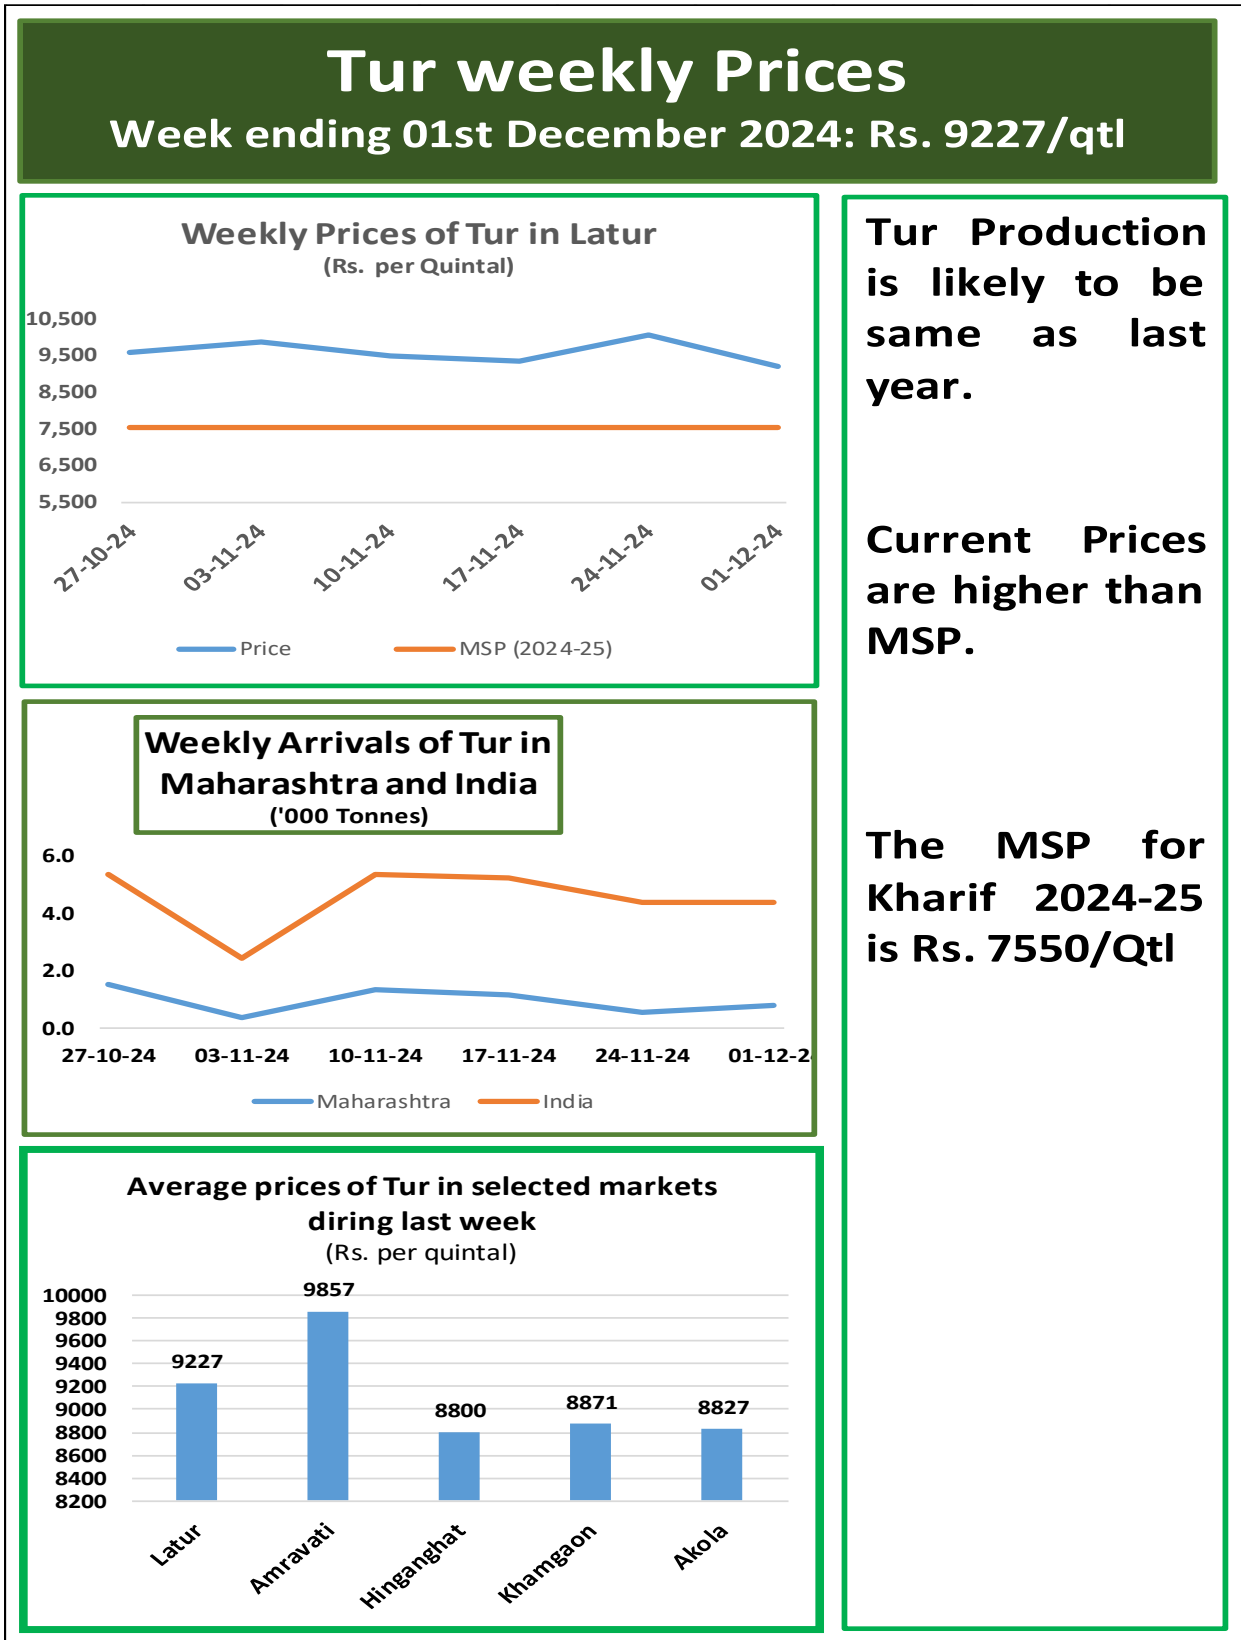 Tur weekly Prices
Week ending 01st December 2024: Rs. 9227/qtl
Weekly Prices of Tur in Latur
(Rs. per Quintal)
10,500
9,500
8,500
7,500
6,500
5,500
27-10-24
03-11-24
10-11-24
17-11-24
24-11-24
01-12-24
Price
MSP (2024-25)
Weekly Arrivals of Tur in
Maharashtra and India
('000 Tonnes)
6.0
4.0
2.0
0.0
27-10-24
03-11-24
10-11-24
17-11-24
24-11-24
01-12-2
Maharashtra
India
Average prices of Tur in selected markets
diring last week
(Rs. per quintal)
10000
9800
9600
9400
9200
9000
8800
8600
8400
8200
9227
9857
8800
8871
8827
Latur
Amravati
Hinganghat
Khamgaon
Akola
Tur Production
is likely to be
same as last
year.
Current Prices
are higher than
MSP.
The MSP for
Kharif 2024-25
is Rs. 7550/Qtl